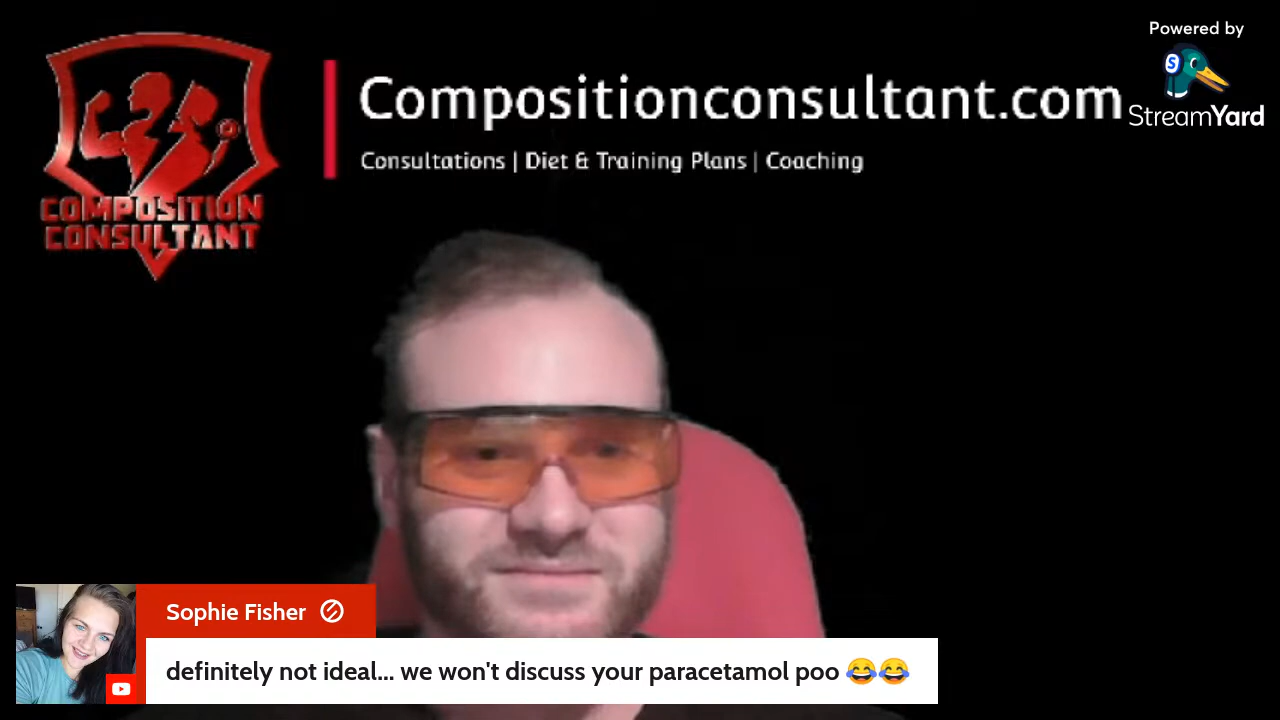 Powered by
StreamYard
Compositionconsultant.com
Consultations | Diet & Training Plans | Coaching
COMPOSITION
CONSULTANT
Sophie Fisher
definitely not ideal... we won't discuss your paracetamol poo 😂😂